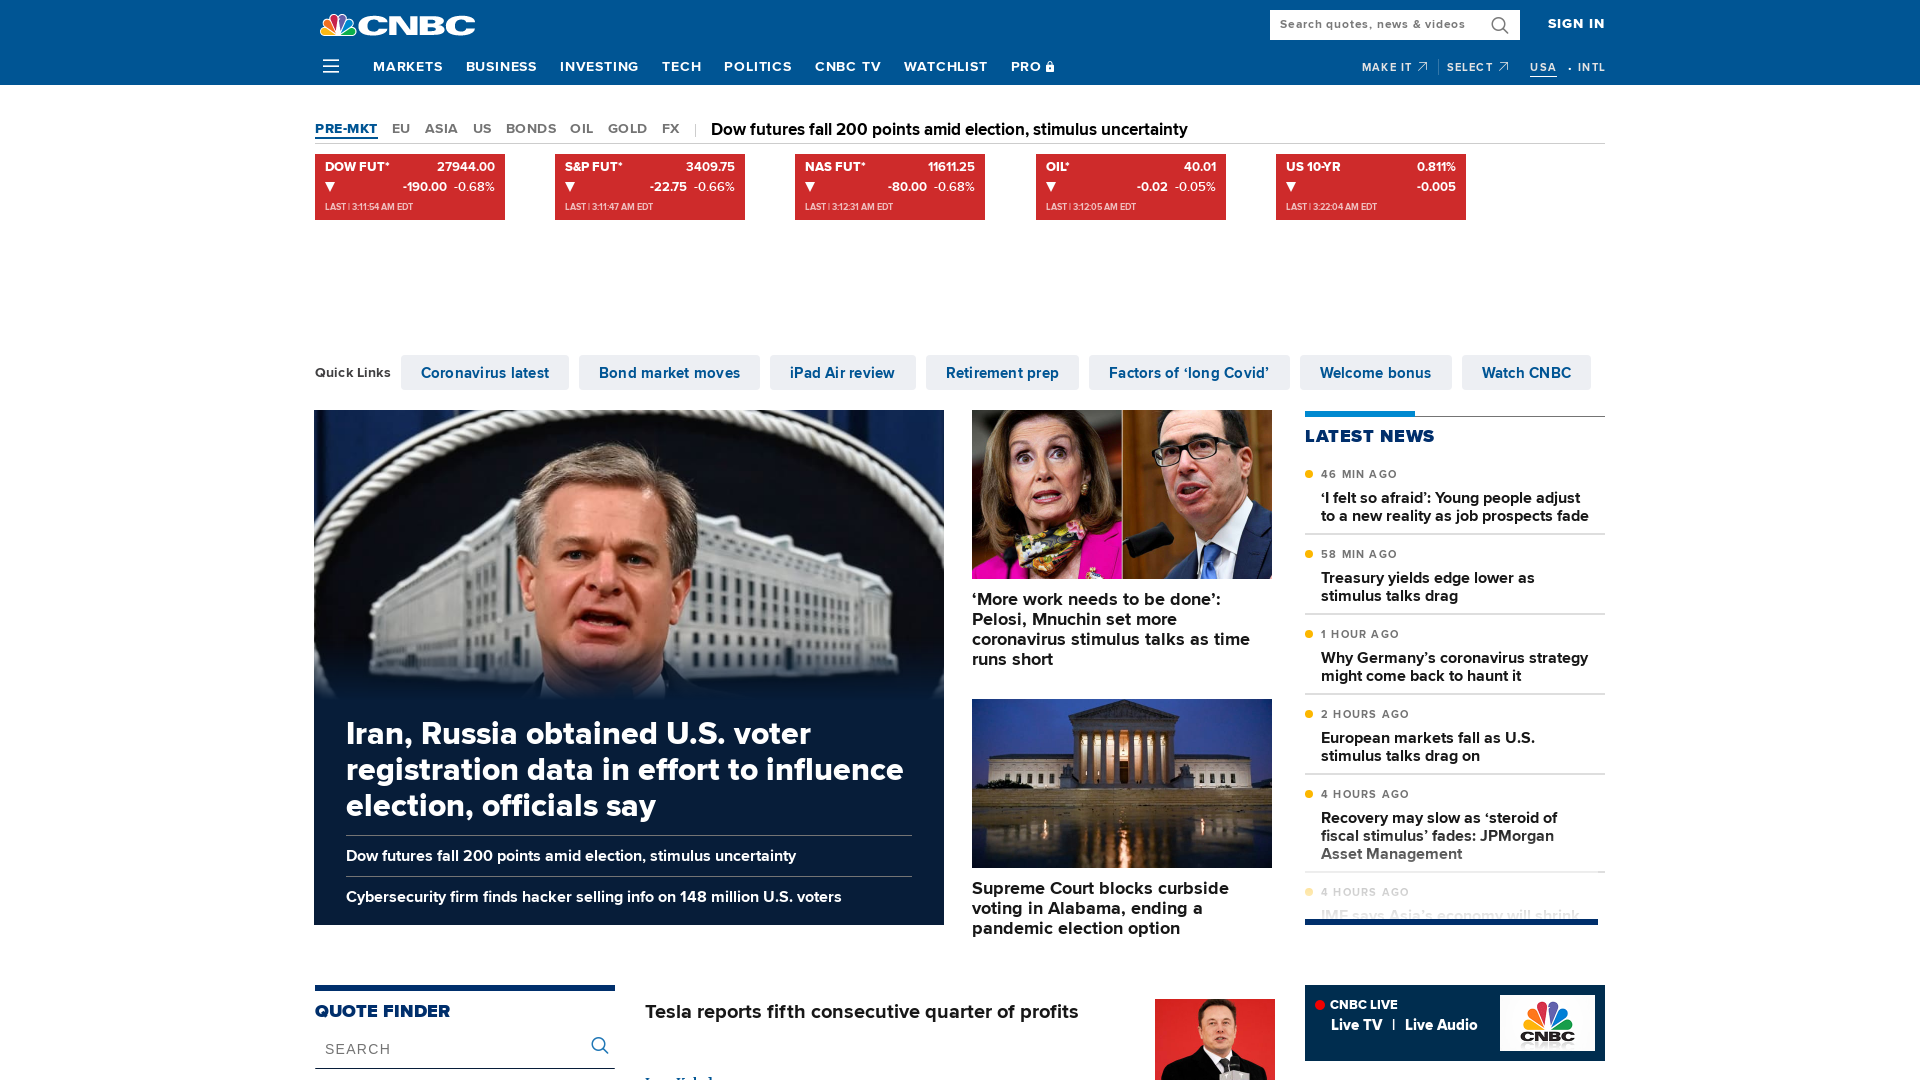 CNBC
Search quotes, news & videos
SIGN IN
MARKETS
BUSINESS
INVESTING
TECH
POLITICS
CNBC TV
WATCHLIST
PRO
MAKE IT
SELECT
USA
• INTL
PRE-MKT
EU
ASIA
US
BONDS
OIL
GOLD
FX
Dow futures fall 200 points amid election, stimulus uncertainty
DOW FUT* 27944.00
-190.00 -0.68%
LAST | 3:11:54 AM EDT
S&P FUT* 3409.75
-22.75 -0.66%
LAST | 3:11:47 AM EDT
NAS FUT* 11611.25
-80.00 -0.68%
LAST | 3:12:31 AM EDT
OIL* 40.01
-0.02 -0.05%
LAST | 3:12:05 AM EDT
US 10-YR 0.811%
-0.005
LAST | 3:22:04 AM EDT
Quick Links
Coronavirus latest
Bond market moves
iPad Air review
Retirement prep
Factors of ‘long Covid’
Welcome bonus
Watch CNBC
Iran, Russia obtained U.S. voter
registration data in effort to influence
election, officials say
Dow futures fall 200 points amid election, stimulus uncertainty
Cybersecurity firm finds hacker selling info on 148 million U.S. voters
‘More work needs to be done’:
Pelosi, Mnuchin set more
coronavirus stimulus talks as time
runs short
Supreme Court blocks curbside
voting in Alabama, ending a
pandemic election option
LATEST NEWS
46 MIN AGO
‘I felt so afraid’: Young people adjust
to a new reality as job prospects fade
58 MIN AGO
Treasury yields edge lower as
stimulus talks drag
1 HOUR AGO
Why Germany’s coronavirus strategy
might come back to haunt it
2 HOURS AGO
European markets fall as U.S.
stimulus talks drag on
4 HOURS AGO
Recovery may slow as ‘steroid of
fiscal stimulus’ fades: JPMorgan
Asset Management
4 HOURS AGO
IMF says Asia’s economy will shrink
QUOTE FINDER
SEARCH
Tesla reports fifth consecutive quarter of profits
CNBC LIVE
Live TV | Live Audio
CNBC